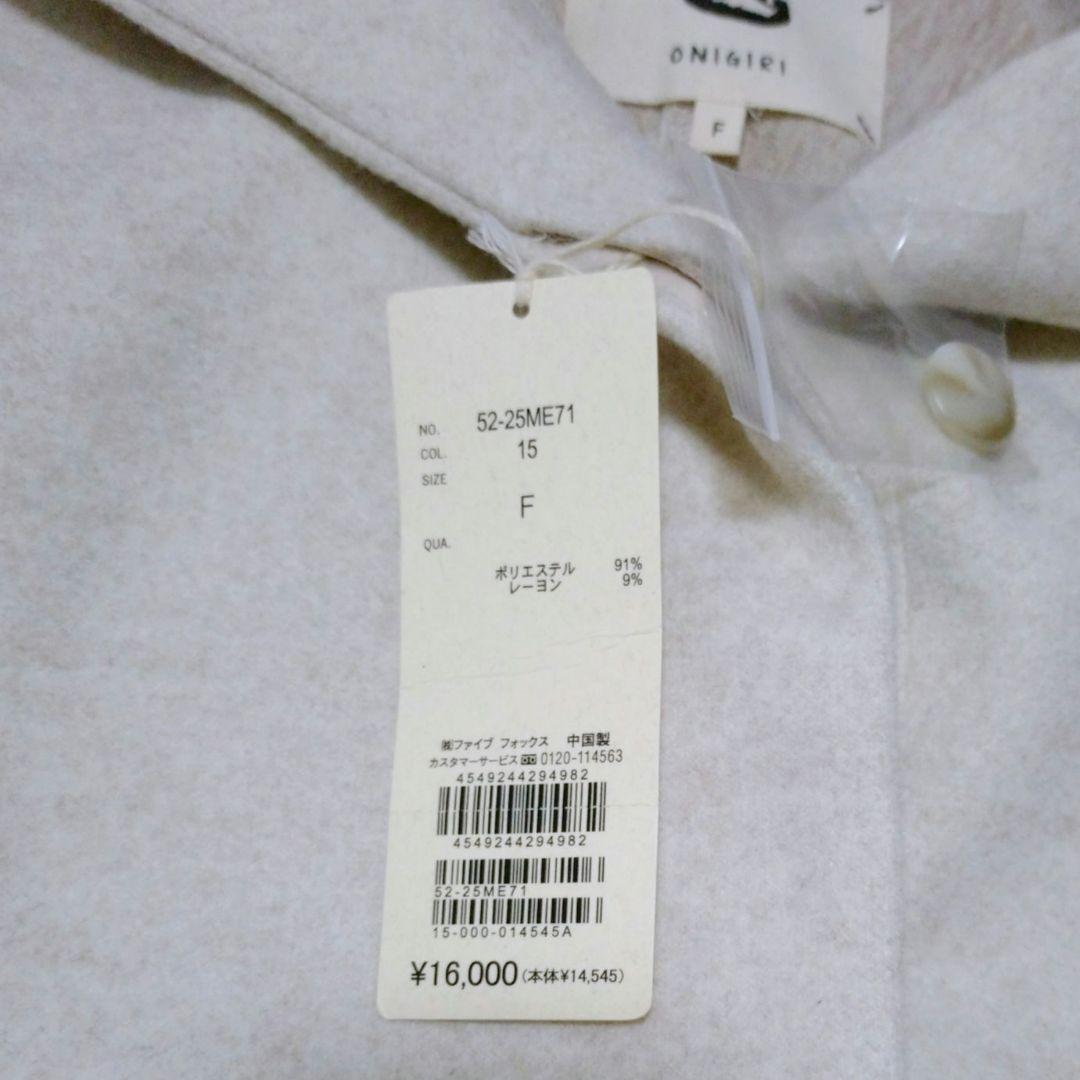 ONIGIRI
F
NO. 52-25ME71
COL. 15
SIZE
F
QUA.
ポリエステル 91%
レーヨン 9%
㈱ファイブ フォックス 中国製
カスタマーサービス 0120-114563
4549244294982
4549244294982
52-25ME71
15-000-014545A
¥16,000(本体¥14,545)